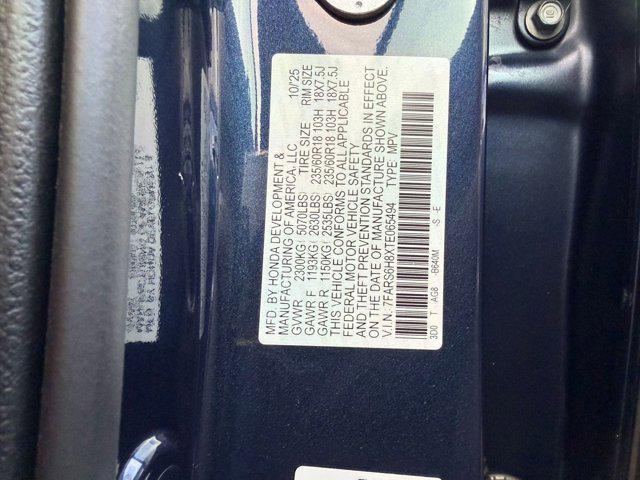 MFD. BY HONDA DEVELOPMENT & 10/25
MANUFACTURING OF AMERICA, LLC
TIRE SIZE RIM SIZE
GVWR 2300KG 5070LBS
GAWR F 1193KG 2630LBS 235/60R18 103H 18X7.5J
GAWR R 1150KG 2535LBS 235/60R18 103H 18X7.5J
THIS VEHICLE CONFORMS TO ALL APPLICABLE
FEDERAL MOTOR VEHICLE SAFETY
AND THEFT PREVENTION STANDARDS IN EFFECT
ON THE DATE OF MANUFACTURE SHOWN ABOVE.
V.I.N. 7FARS6H8XTE065494 TYPE MPV
3D0 T AG8 -B640M -S -E